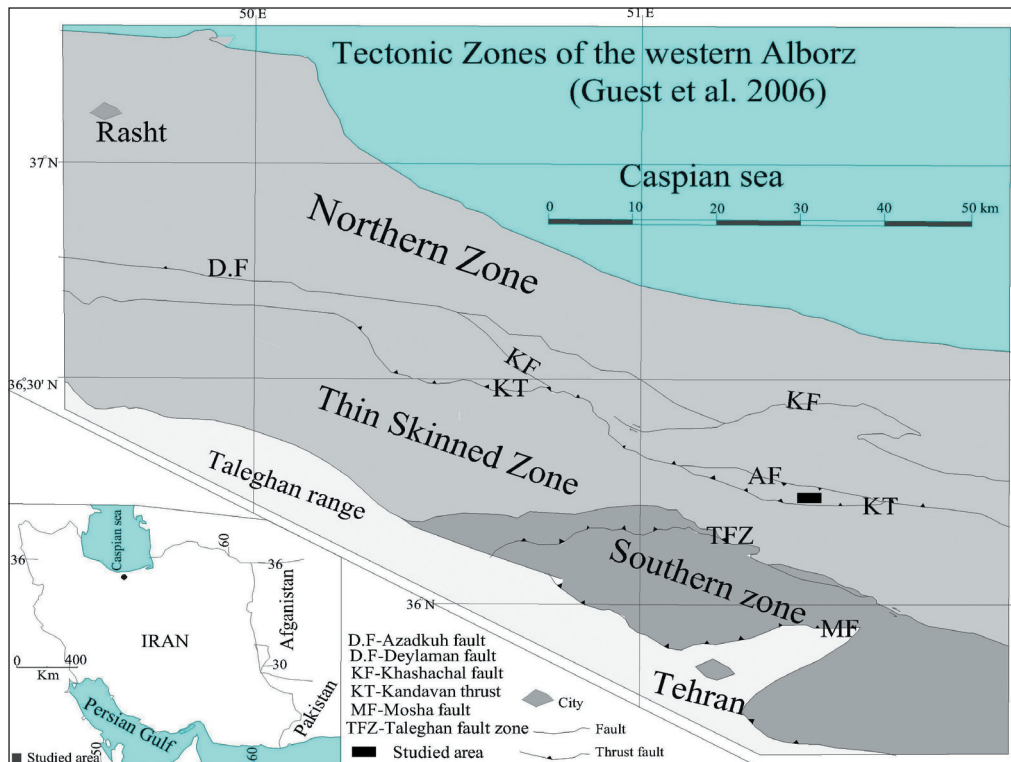 50 E
51 E
Tectonic Zones of the western Alborz
(Guest et al. 2006)
Rasht
37° N
Caspian sea
0 10 20 30 40 50 km
Northern Zone
D.F
KF
KT
36°,30' N
KF
Thin Skinned Zone
AF
KT
Taleghan range
TFZ
Southern zone
36 N
MF
Tehran
Caspian sea
60
36
36
Afganistan
IRAN
0 400
Km
30
Pakistan
Persian Gulf
50
60
Studied area
D.F-Azadkuh fault
D.F-Deylaman fault
KF-Khashachal fault
KT-Kandavan thrust
MF-Mosha fault
TFZ-Taleghan fault zone
Studied area
City
Fault
Thrust fault